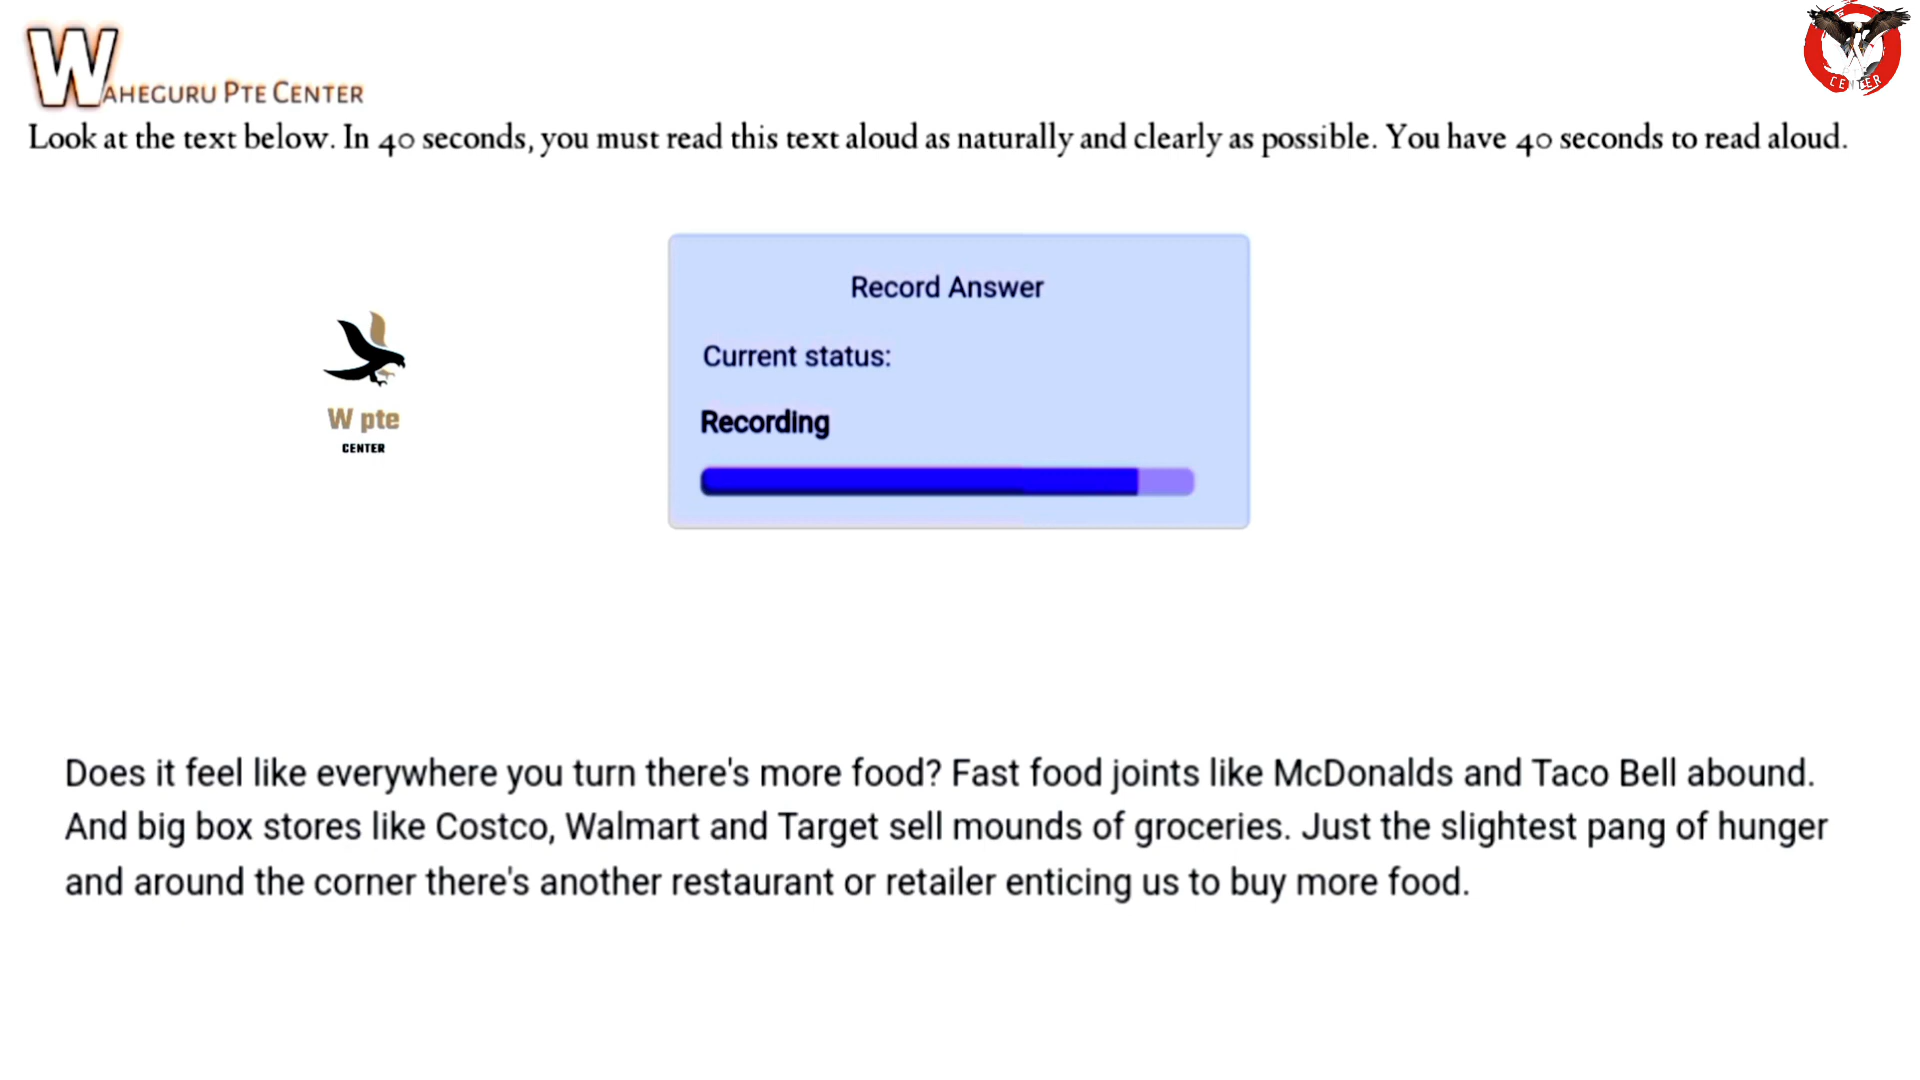 WAHEGURU PTE CENTER
CENTER
Look at the text below. In 40 seconds, you must read this text aloud as naturally and clearly as possible. You have 40 seconds to read aloud.
Record Answer
Current status:
Recording
W pte
CENTER
Does it feel like everywhere you turn there's more food? Fast food joints like McDonalds and Taco Bell abound.
And big box stores like Costco, Walmart and Target sell mounds of groceries. Just the slightest pang of hunger
and around the corner there's another restaurant or retailer enticing us to buy more food.